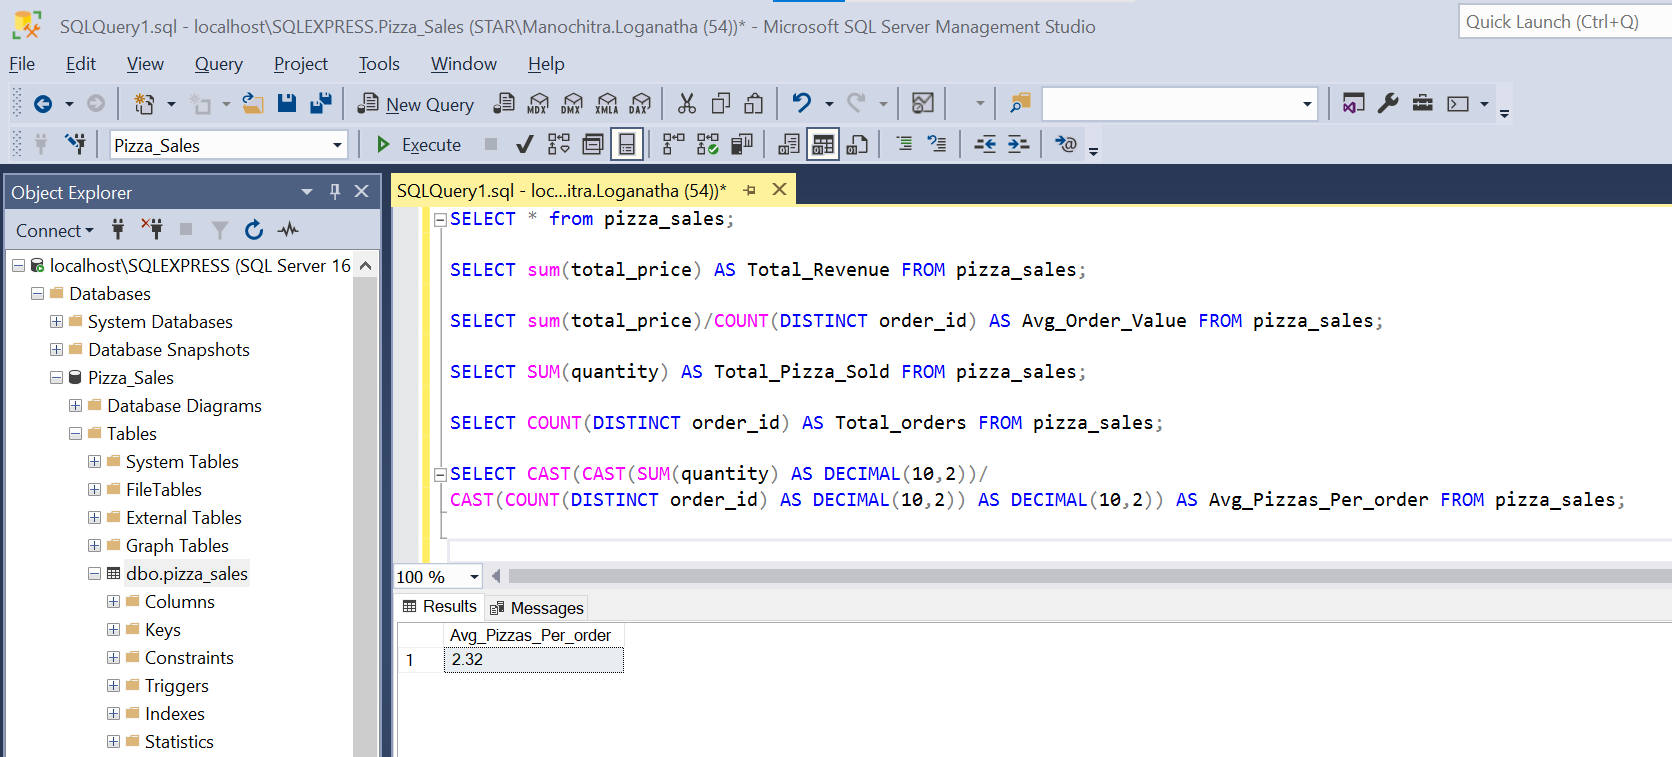 SQLQuery1.sql - localhost\SQLEXPRESS.Pizza_Sales (STAR\Manochitra.Loganatha (54))* - Microsoft SQL Server Management Studio
Quick Launch (Ctrl+Q)
File Edit View Query Project Tools Window Help
New Query MDX DMX XMLA DAX
Pizza_Sales
Execute
Object Explorer
Connect
localhost\SQLEXPRESS (SQL Server 16
Databases
System Databases
Database Snapshots
Pizza_Sales
Database Diagrams
Tables
System Tables
FileTables
External Tables
Graph Tables
dbo.pizza_sales
Columns
Keys
Constraints
Triggers
Indexes
Statistics
SQLQuery1.sql - loc...itra.Loganatha (54))*
SELECT * from pizza_sales;
SELECT sum(total_price) AS Total_Revenue FROM pizza_sales;
SELECT sum(total_price)/COUNT(DISTINCT order_id) AS Avg_Order_Value FROM pizza_sales;
SELECT SUM(quantity) AS Total_Pizza_Sold FROM pizza_sales;
SELECT COUNT(DISTINCT order_id) AS Total_orders FROM pizza_sales;
SELECT CAST(CAST(SUM(quantity) AS DECIMAL(10,2))/
CAST(COUNT(DISTINCT order_id) AS DECIMAL(10,2)) AS DECIMAL(10,2)) AS Avg_Pizzas_Per_order FROM pizza_sales;
100 %
Results Messages
Avg_Pizzas_Per_order
1 2.32